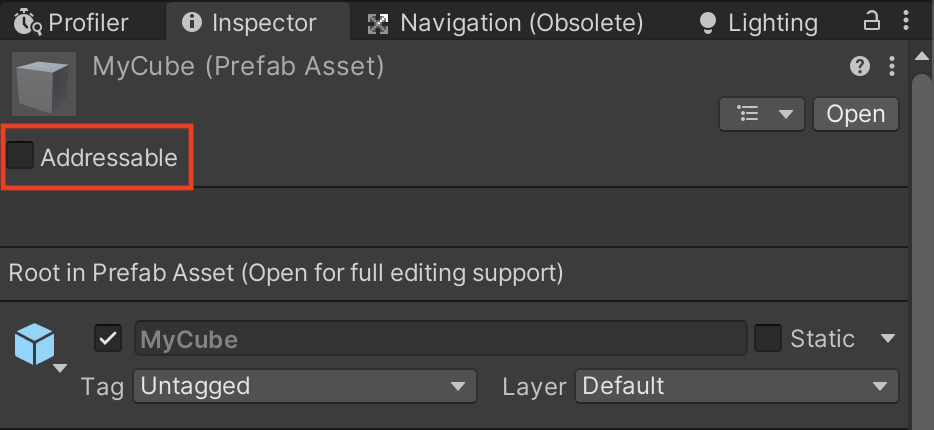 Profiler Inspector Navigation (Obsolete) Lighting
MyCube (Prefab Asset)
Open
Addressable
Root in Prefab Asset (Open for full editing support)
MyCube Static
Tag Untagged Layer Default